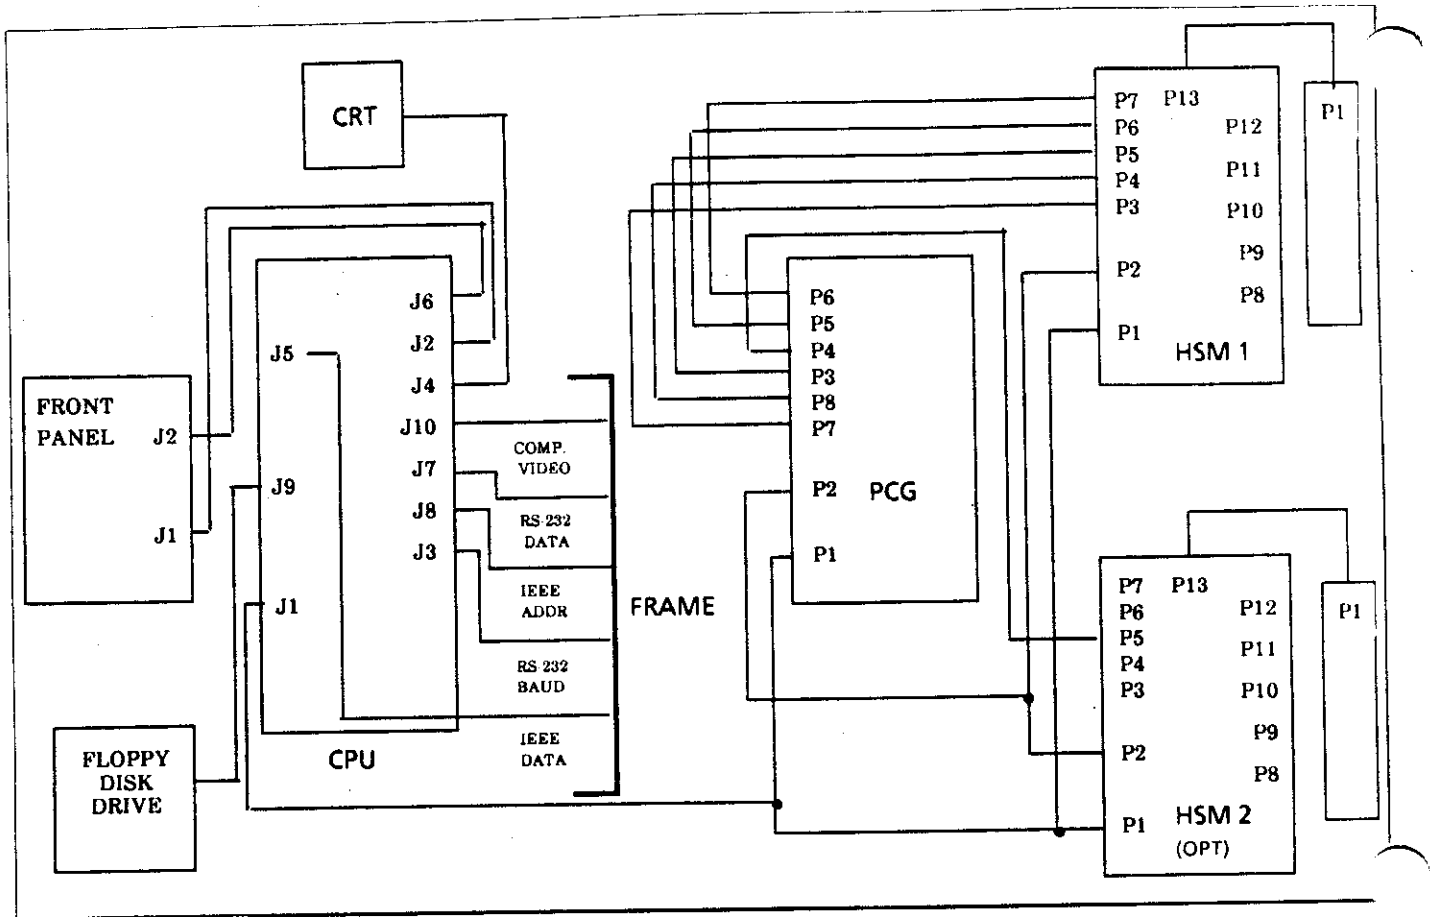 CRT
FRONT
PANEL
J2
J1
FLOPPY
DISK
DRIVE
J5
J9
J1
J6
J2
J4
J10
J7
J8
J3
CPU
COMP.
VIDEO
RS-232
DATA
IEEE
ADDR
RS-232
BAUD
IEEE
DATA
FRAME
P6
P5
P4
P3
P8
P7
P2
P1
PCG
P7
P6
P5
P4
P3
P2
P1
P13
P12
P11
P10
P9
P8
HSM 1
P1
P7
P6
P5
P4
P3
P2
P1
P13
P12
P11
P10
P9
P8
HSM 2
(OPT)
P1